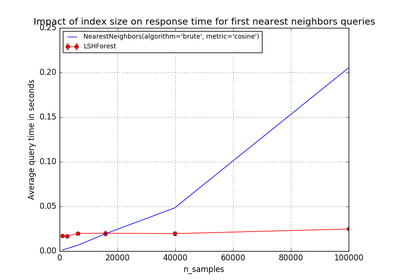 Impact of index size on response time for first nearest neighbors queries
NearestNeighbors(algorithm='brute', metric='cosine')
LSHForest
Average query time in seconds
0.25
0.20
0.15
0.10
0.05
0.00
0
20000
40000
60000
80000
100000
n_samples